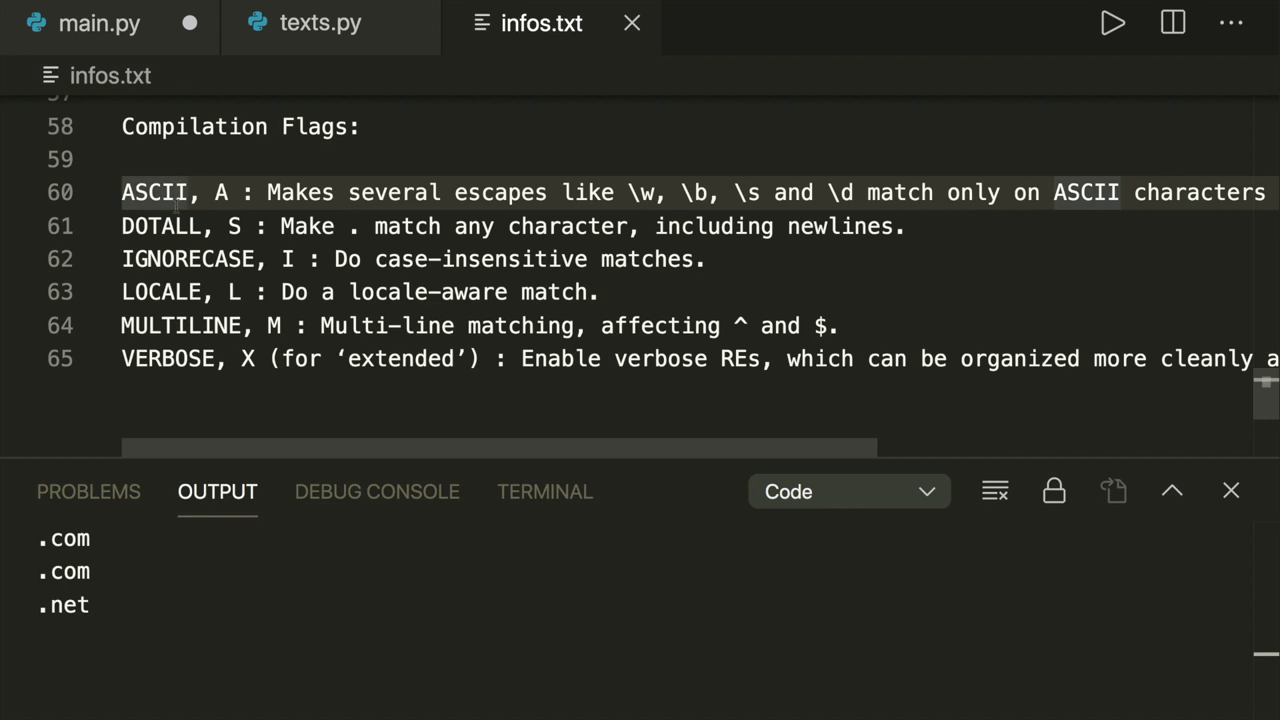 main.py
texts.py
infos.txt
infos.txt
58 Compilation Flags:
59
60 ASCII, A : Makes several escapes like \w, \b, \s and \d match only on ASCII characters
61 DOTALL, S : Make . match any character, including newlines.
62 IGNORECASE, I : Do case-insensitive matches.
63 LOCALE, L : Do a locale-aware match.
64 MULTILINE, M : Multi-line matching, affecting ^ and $.
65 VERBOSE, X (for ‘extended’) : Enable verbose REs, which can be organized more cleanly a
PROBLEMS OUTPUT DEBUG CONSOLE TERMINAL Code
.com
.com
.net